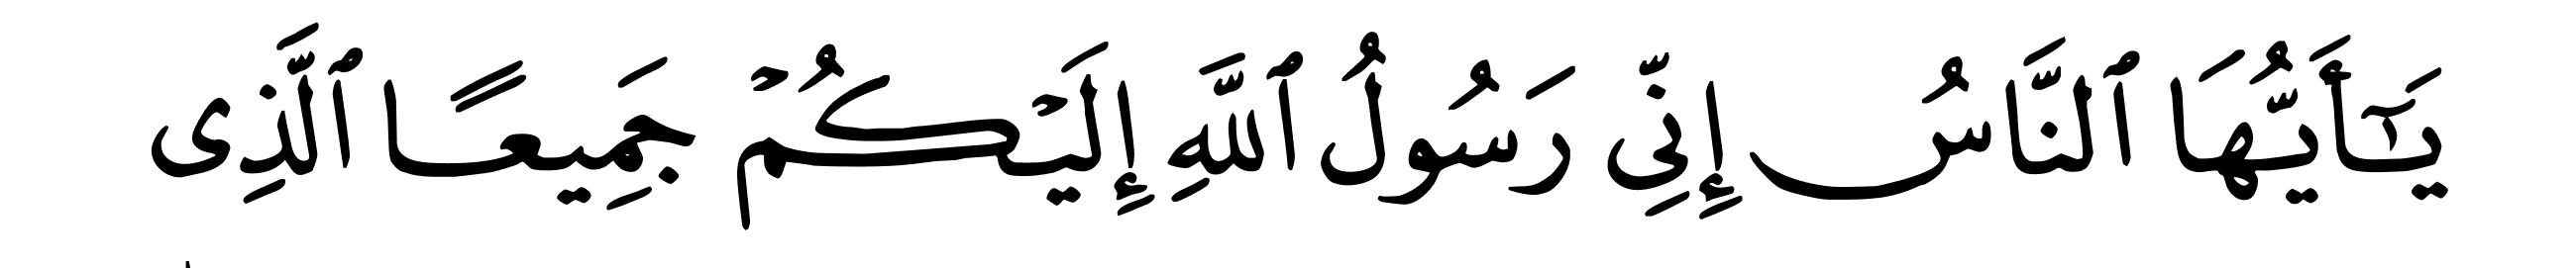 يَـٰٓأَيُّهَا ٱلنَّاسُ إِنِّى رَسُولُ ٱللَّهِ إِلَيْكُمْ جَمِيعًا ٱلَّذِى